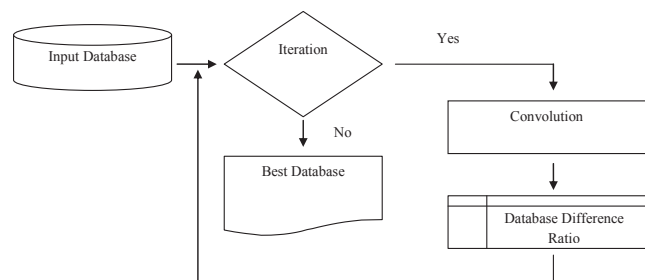 Input Database
Iteration
Yes
Convolution
No
Best Database
Database Difference
Ratio